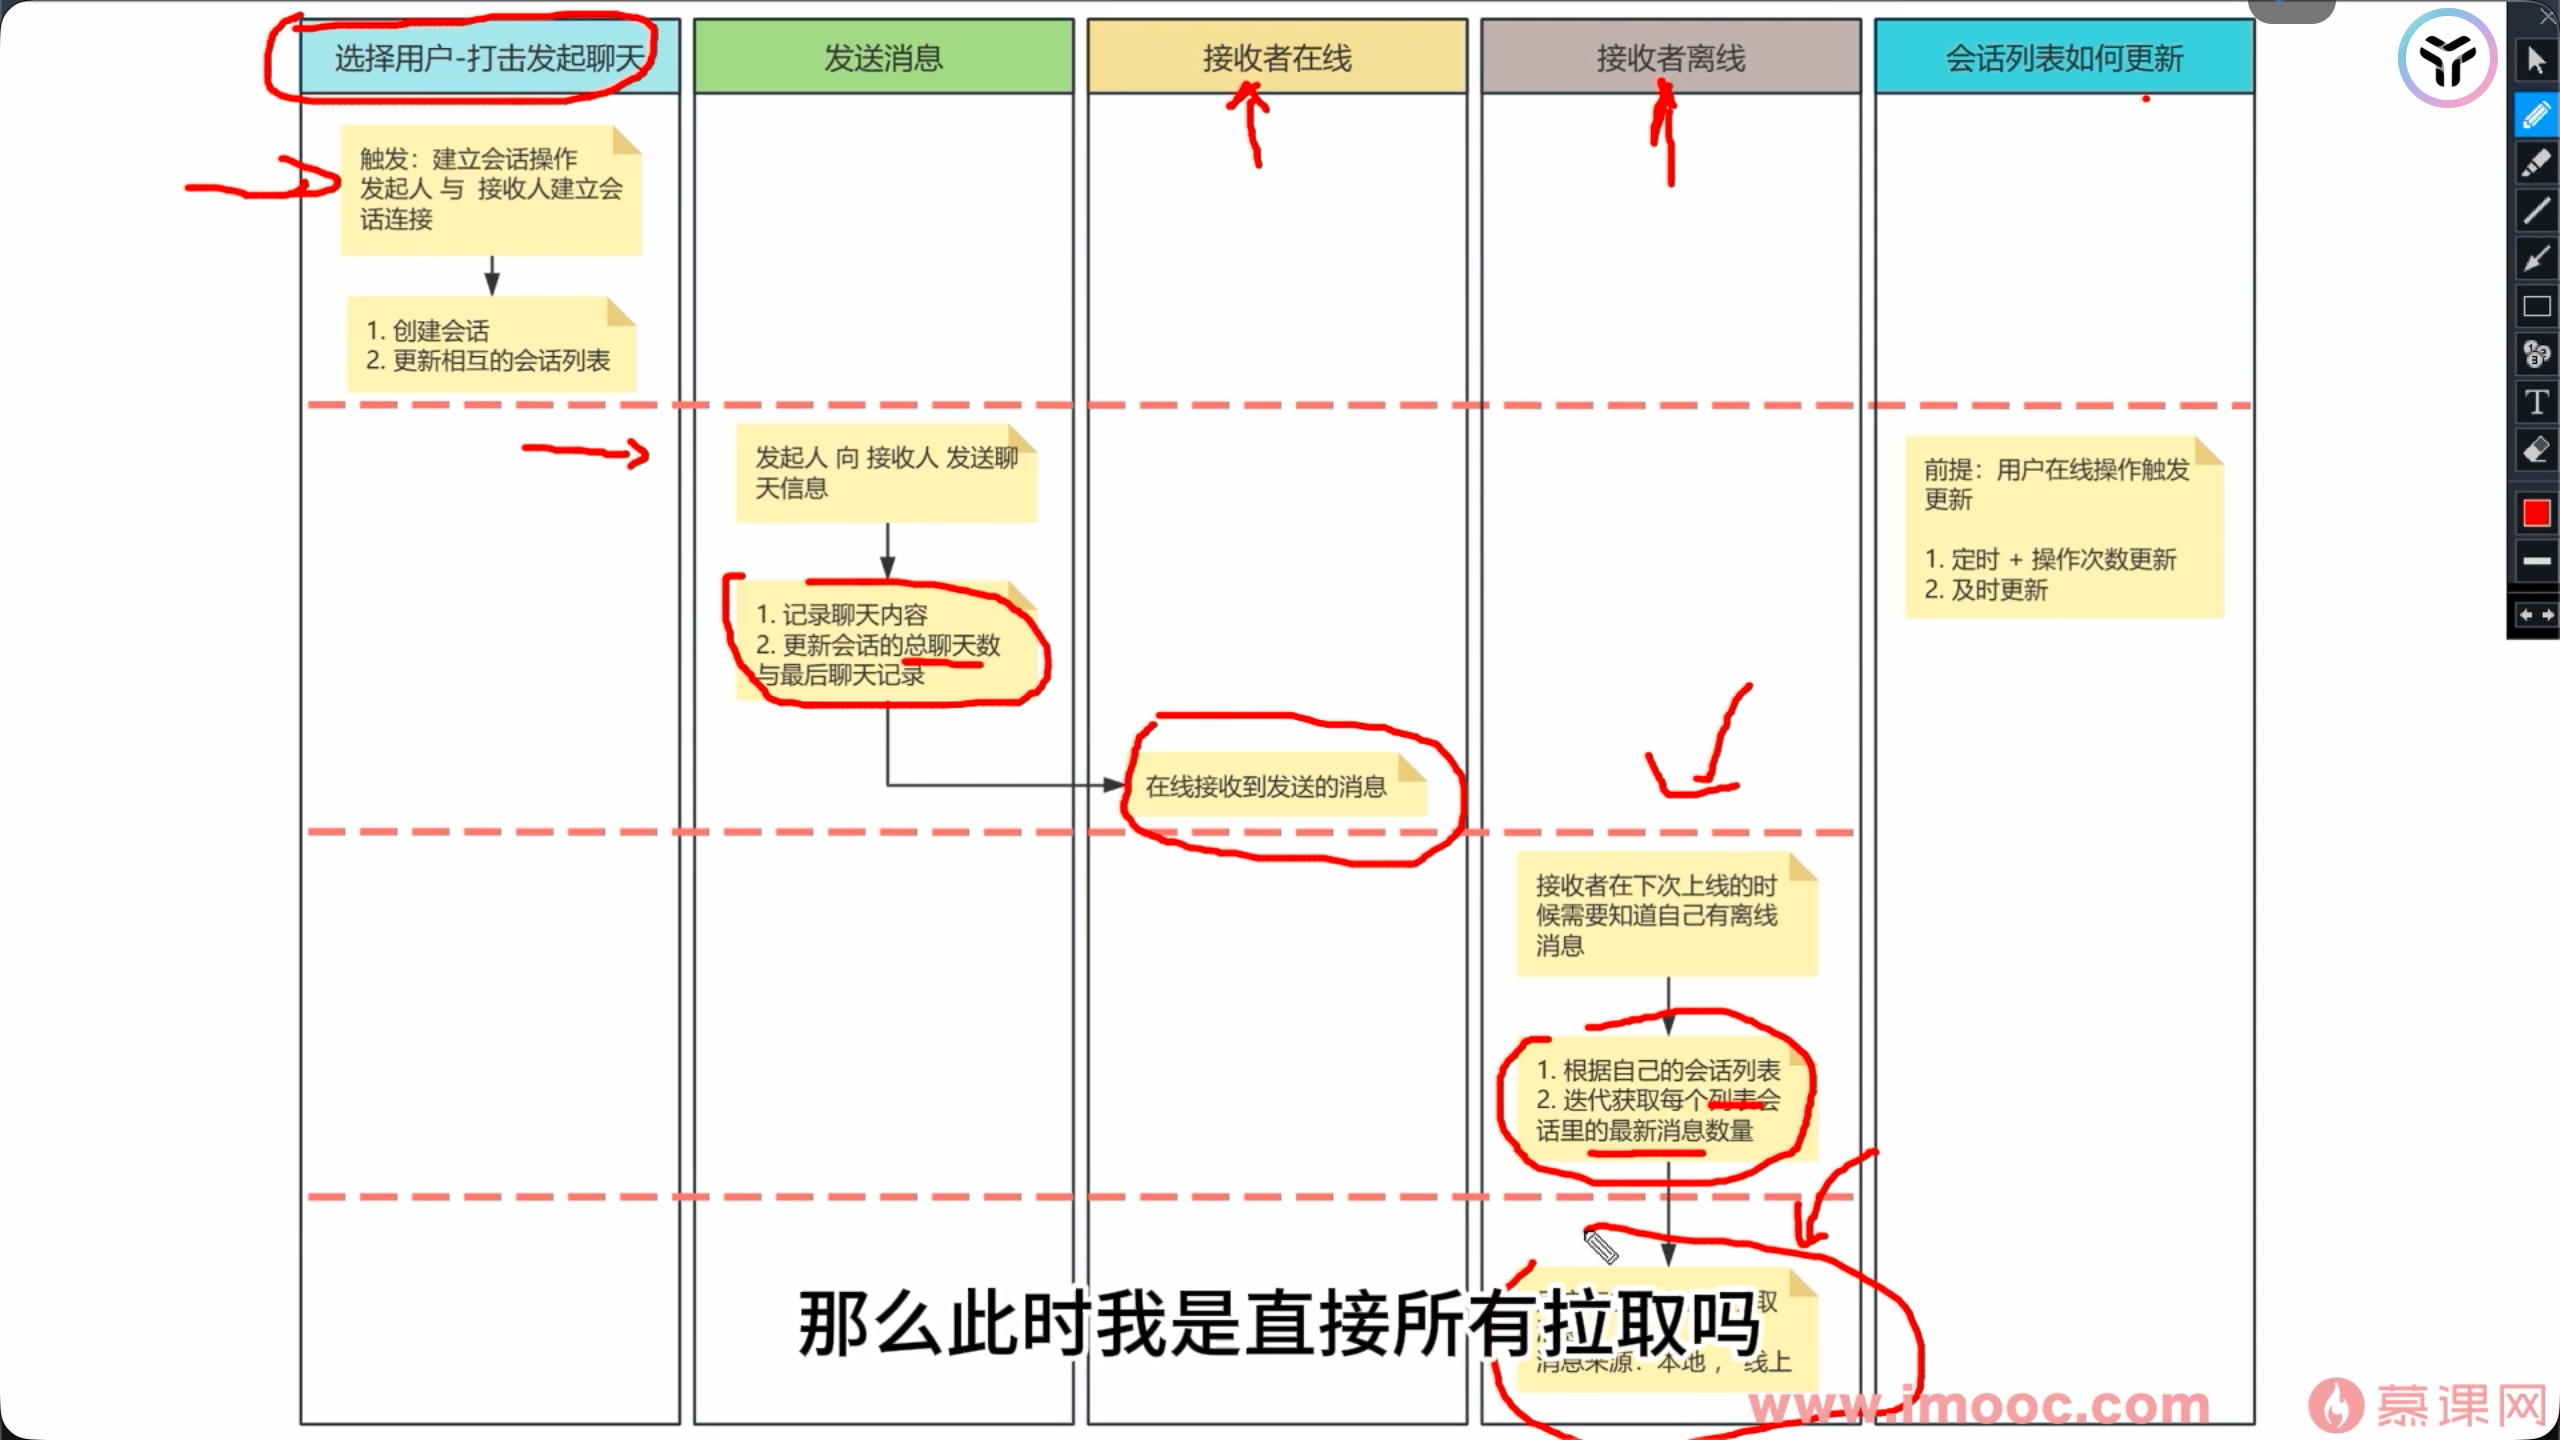 选择用户-打击发起聊天
发送消息
接收者在线
接收者离线
会话列表如何更新
触发：建立会话操作
发起人 与 接收人建立会
话连接
1. 创建会话
2. 更新相互的会话列表
发起人 向 接收人 发送聊
天信息
1. 记录聊天内容
2. 更新会话的总聊天数
与最后聊天记录
在线接收到发送的消息
接收者在下次上线的时
候需要知道自己有离线
消息
1. 根据自己的会话列表
2. 迭代获取每个列表会
话里的最新消息数量
取
消息来源：本地， 线上
前提：用户在线操作触发
更新
1. 定时 + 操作次数更新
2. 及时更新
那么此时我是直接所有拉取吗
www.imooc.com
慕课网